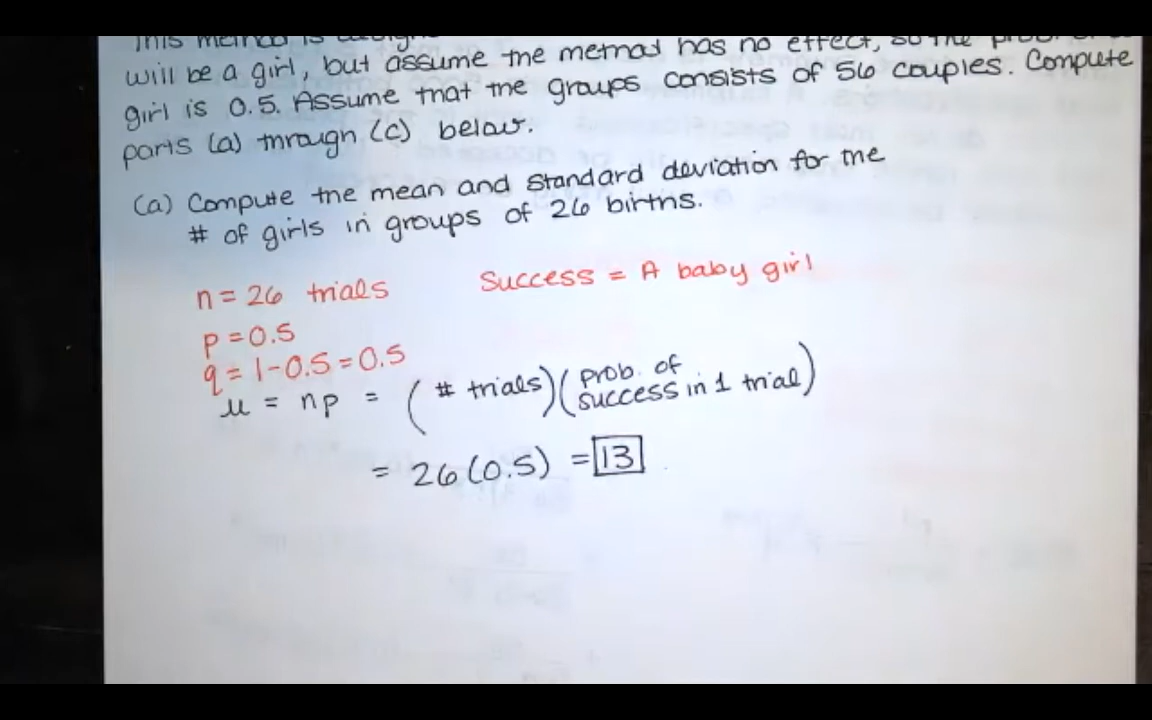 This method is
will be a girl, but assume the method has no effect, so the
girl is 0.5. Assume that the groups consists of 56 couples. Compute
parts (a) through (c) below.
(a) Compute the mean and standard deviation for the
# of girls in groups of 26 births.
n = 26 trials Success = A baby girl
p = 0.5
q = 1 - 0.5 = 0.5
μ = np = (# trials)(prob. of success in 1 trial)
= 26(0.5) = 13